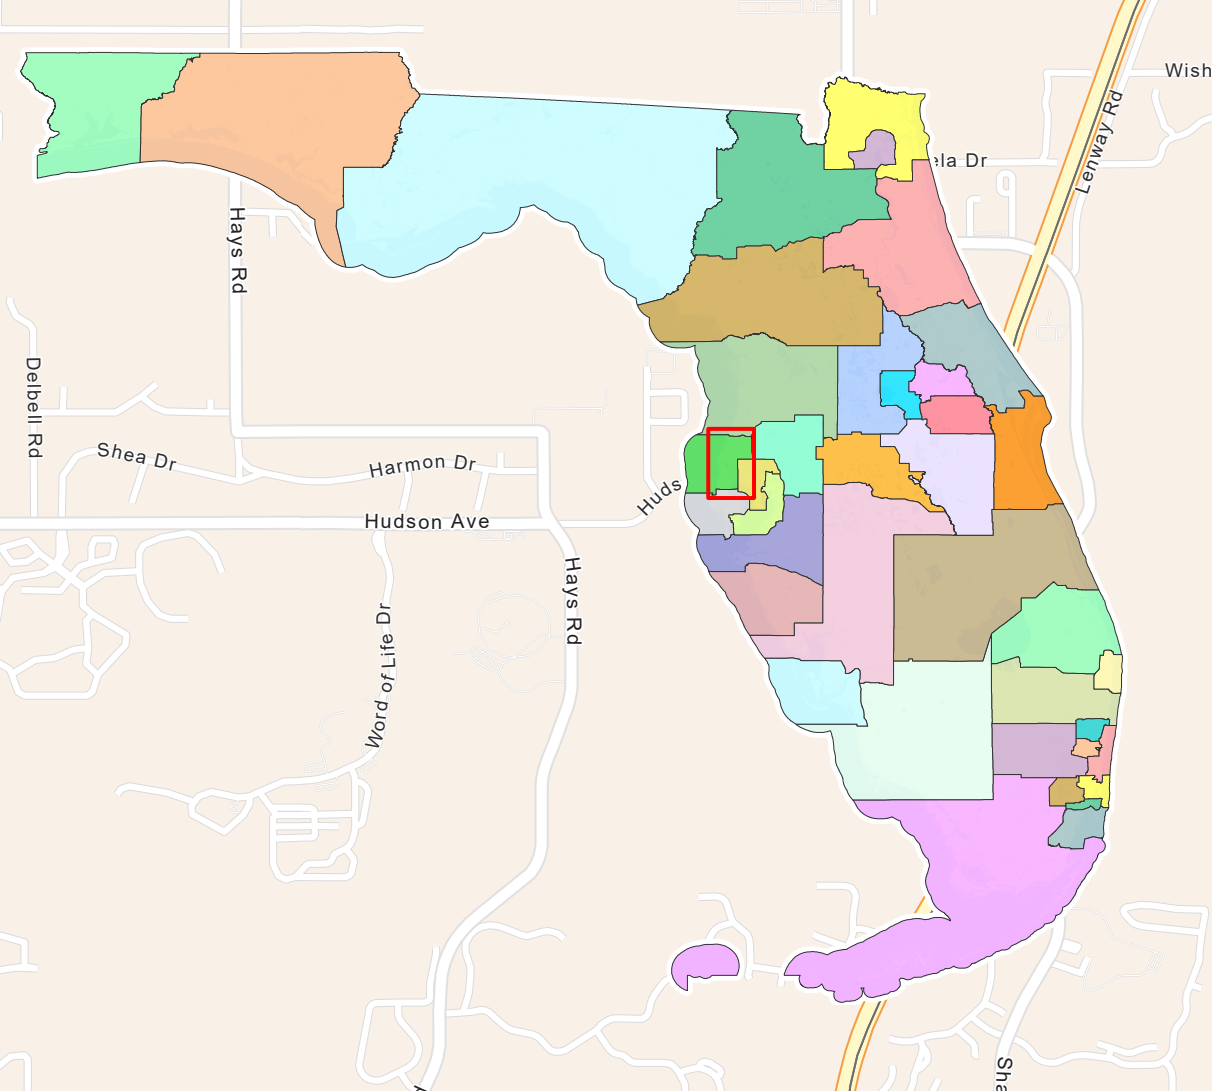 Wish
ela Dr
Lenway Rd
Hays Rd
Delbell Rd
Shea Dr
Harmon Dr
Huds
Hudson Ave
Hays Rd
Word of Life Dr
Sha